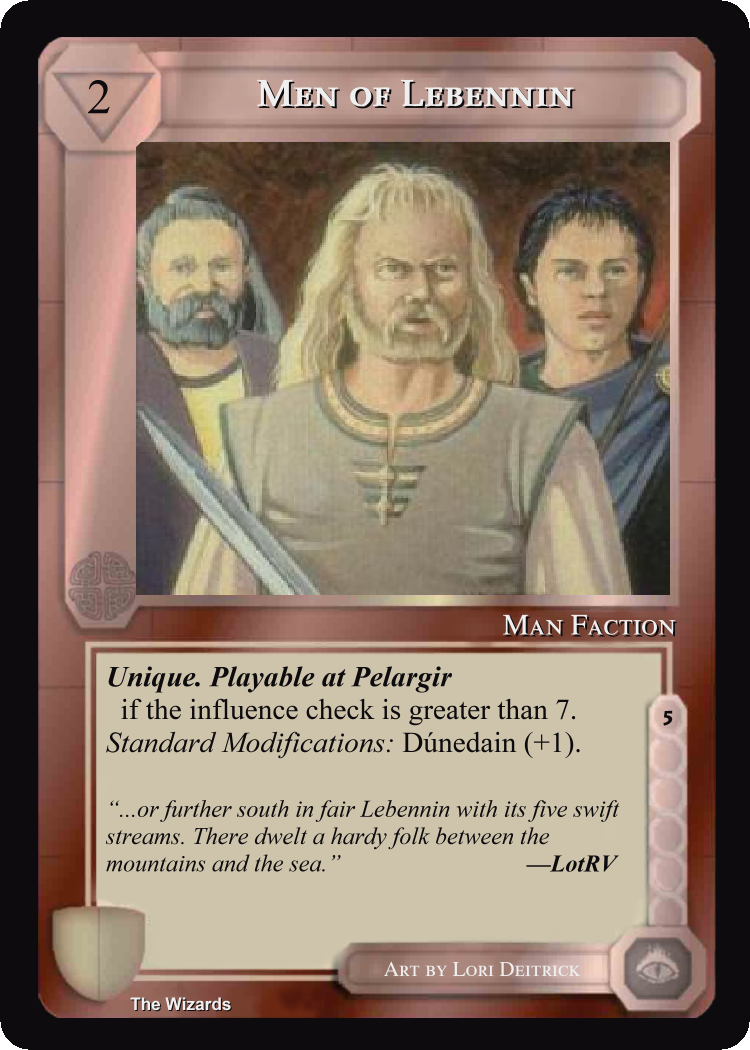 2
Men of Lebennin
Man Faction
Unique. Playable at Pelargir
if the influence check is greater than 7.
Standard Modifications: Dúnedain (+1).
5
“...or further south in fair Lebennin with its five swift
streams. There dwelt a hardy folk between the
mountains and the sea.” —LotRV
Art by Lori Deitrick
The Wizards